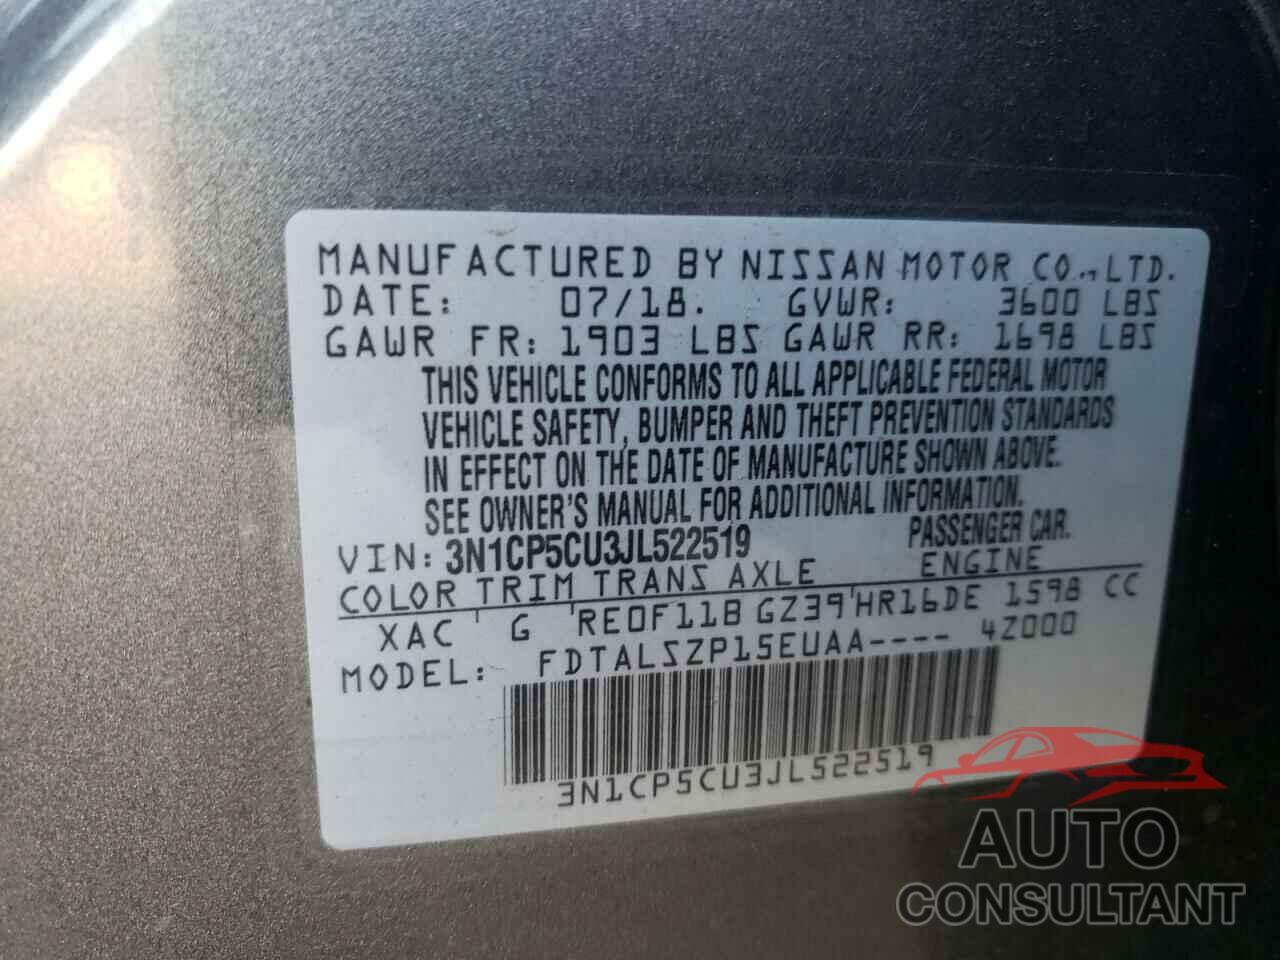 MANUFACTURED BY NISSAN MOTOR CO., LTD.
DATE: 07/18. GVWR: 3600 LBS
GAWR FR: 1903 LBS GAWR RR: 1698 LBS
THIS VEHICLE CONFORMS TO ALL APPLICABLE FEDERAL MOTOR
VEHICLE SAFETY, BUMPER AND THEFT PREVENTION STANDARDS
IN EFFECT ON THE DATE OF MANUFACTURE SHOWN ABOVE.
SEE OWNER'S MANUAL FOR ADDITIONAL INFORMATION.
VIN: 3N1CP5CU3JL522519 PASSENGER CAR.
COLOR TRIM TRANS AXLE ENGINE
XAC G RE0F11B GZ39 HR16DE 1598 CC
MODEL: FDTALSZP15EUAA---- 4Z000
3N1CP5CU3JL522519
AUTO
CONSULTANT